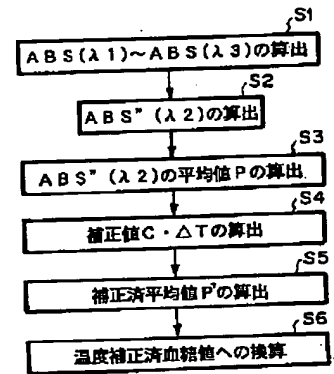 S1
ABS(λ1)~ABS(λ3)の算出
S2
ABS”(λ2)の算出
S3
ABS”(λ2)の平均値Pの算出
S4
補正値C・△Tの算出
S5
補正済平均値P'の算出
S6
温度補正済血糖値への換算